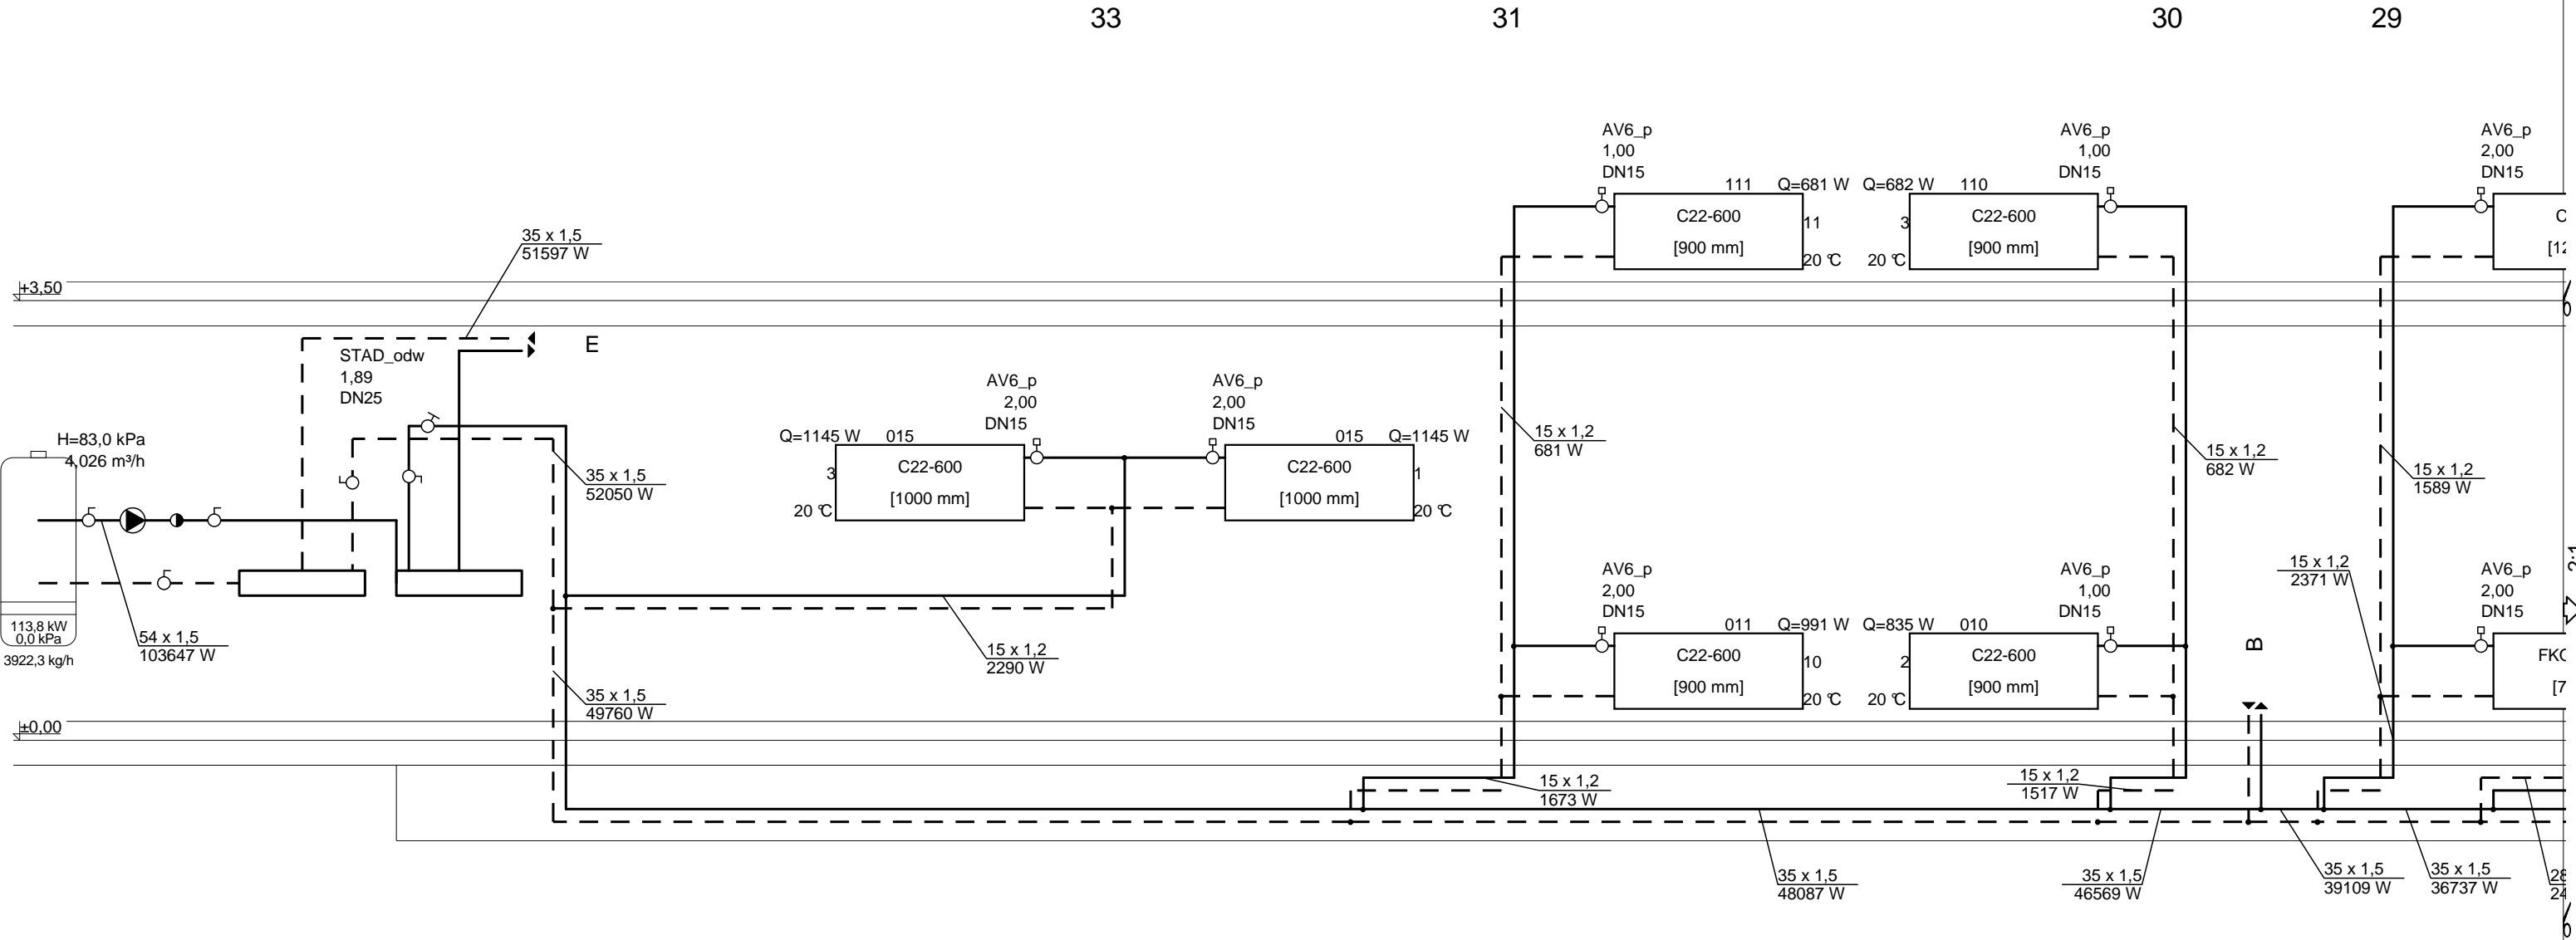 33
31
30
29
AV6_p
1,00
DN15
AV6_p
1,00
DN15
AV6_p
2,00
DN15
111 Q=681 W
C22-600
11
[900 mm]
20 °C
Q=682 W 110
C22-600
3
[900 mm]
20 °C
[12
35 x 1,5
51597 W
+3,50
E
STAD_odw
1,89
DN25
AV6_p
2,00
DN15
AV6_p
2,00
DN15
H=83,0 kPa
4,026 m³/h
Q=1145 W 015
C22-600
3
[1000 mm]
20 °C
015 Q=1145 W
C22-600
1
[1000 mm]
20 °C
15 x 1,2
681 W
15 x 1,2
682 W
15 x 1,2
1589 W
35 x 1,5
52050 W
15 x 1,2
2371 W
2:1
AV6_p
2,00
DN15
AV6_p
1,00
DN15
AV6_p
2,00
DN15
113,8 kW
0,0 kPa
3922,3 kg/h
54 x 1,5
103647 W
15 x 1,2
2290 W
011 Q=991 W
C22-600
10
[900 mm]
20 °C
Q=835 W 010
C22-600
2
[900 mm]
20 °C
B
FKO
[7
35 x 1,5
49760 W
±0,00
15 x 1,2
1673 W
15 x 1,2
1517 W
35 x 1,5
48087 W
35 x 1,5
46569 W
35 x 1,5
39109 W
35 x 1,5
36737 W
28
24